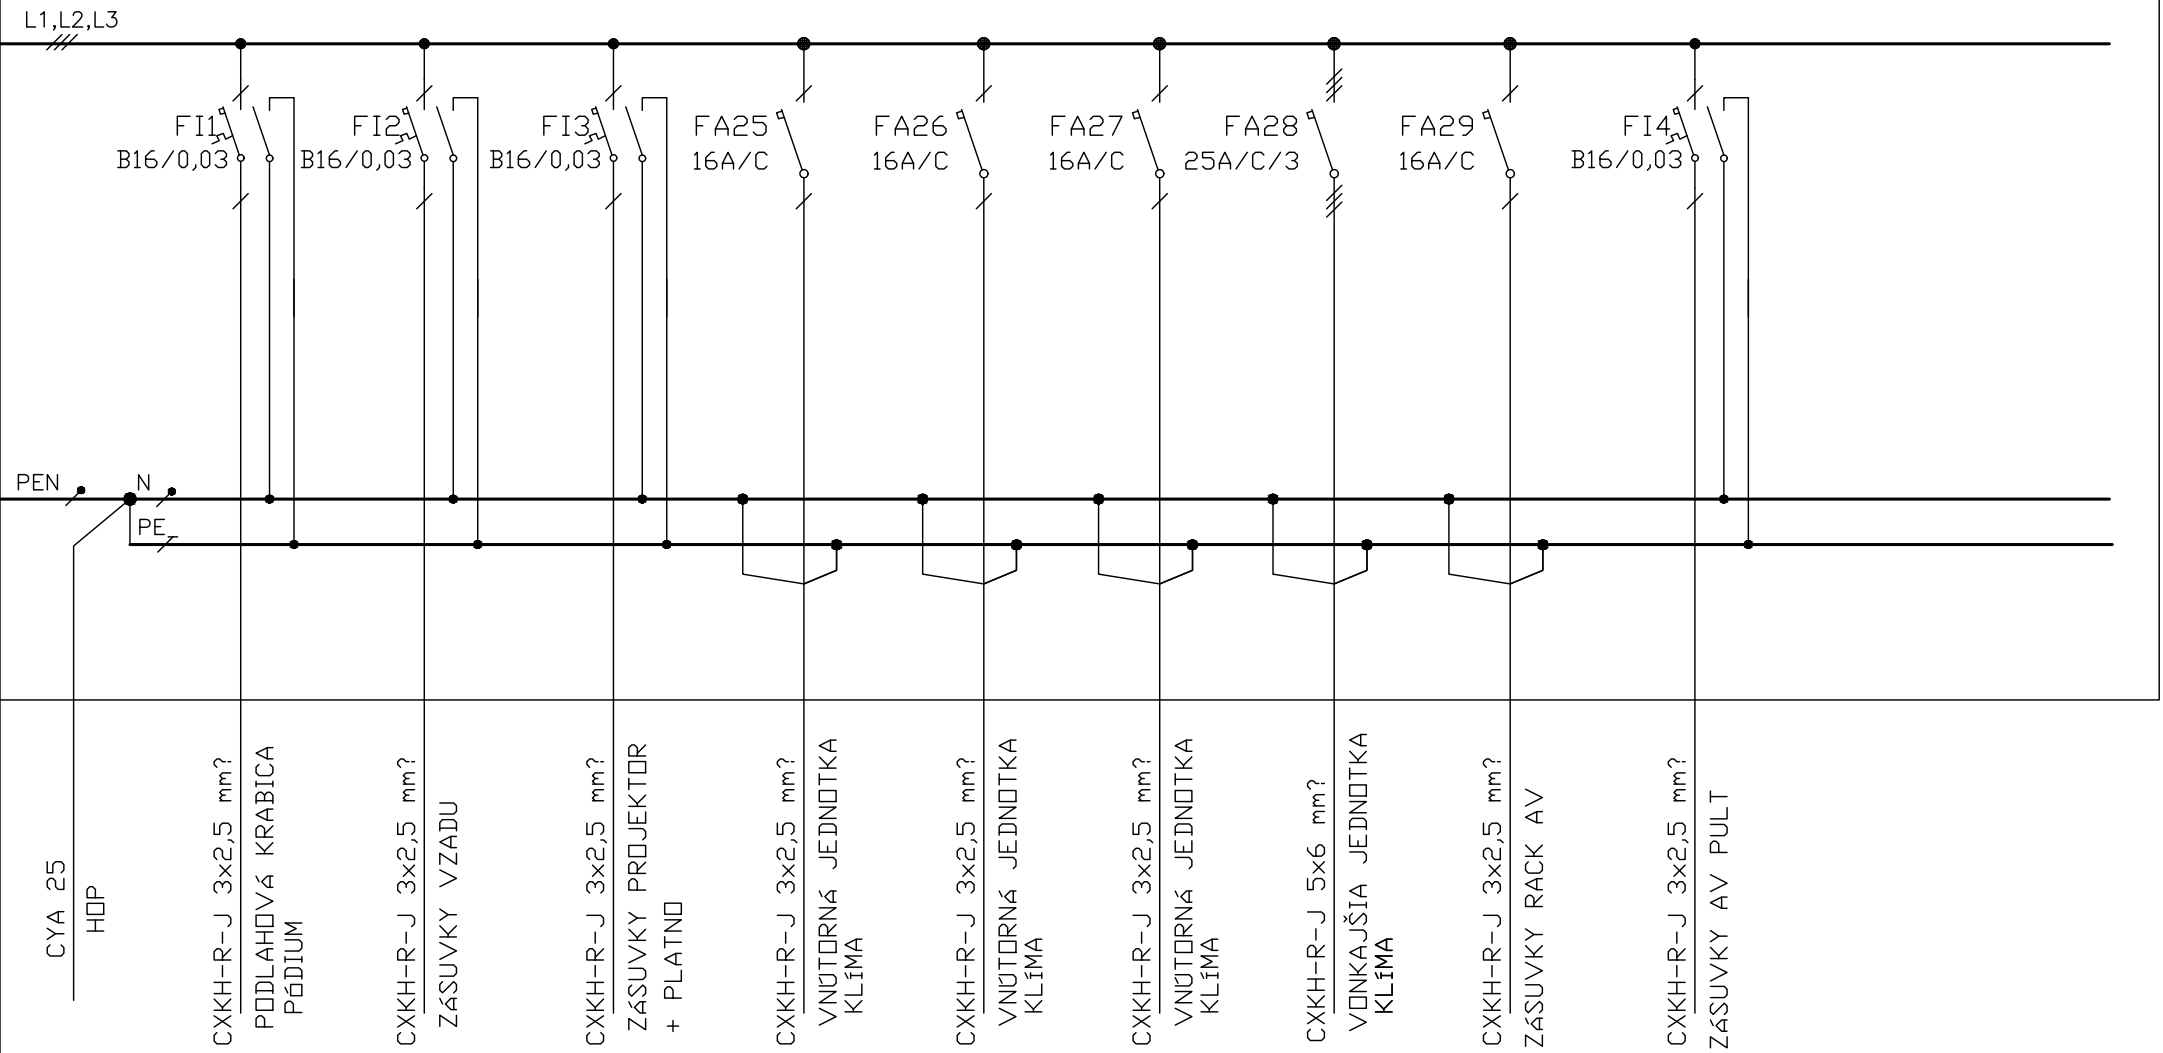 L1,L2,L3
FI1
B16/0,03
FI2
B16/0,03
FI3
B16/0,03
FA25
16A/C
FA26
16A/C
FA27
16A/C
FA28
25A/C/3
FA29
16A/C
FI4
B16/0,03
PEN
N
PE
CYA 25
HOP
CXKH-R-J 3x2,5 mm?
PODLAHOVÁ KRABICA
PÓDIUM
CXKH-R-J 3x2,5 mm?
ZÁSUVKY VZADU
CXKH-R-J 3x2,5 mm?
ZÁSUVKY PROJEKTOR
+ PLATNO
CXKH-R-J 3x2,5 mm?
VNÚTORNÁ JEDNOTKA
KLÍMA
CXKH-R-J 3x2,5 mm?
VNÚTORNÁ JEDNOTKA
KLÍMA
CXKH-R-J 3x2,5 mm?
VNÚTORNÁ JEDNOTKA
KLÍMA
CXKH-R-J 5x6 mm?
VONKAJŠIA JEDNOTKA
KLÍMA
CXKH-R-J 3x2,5 mm?
ZÁSUVKY RACK AV
CXKH-R-J 3x2,5 mm?
ZÁSUVKY AV PULT